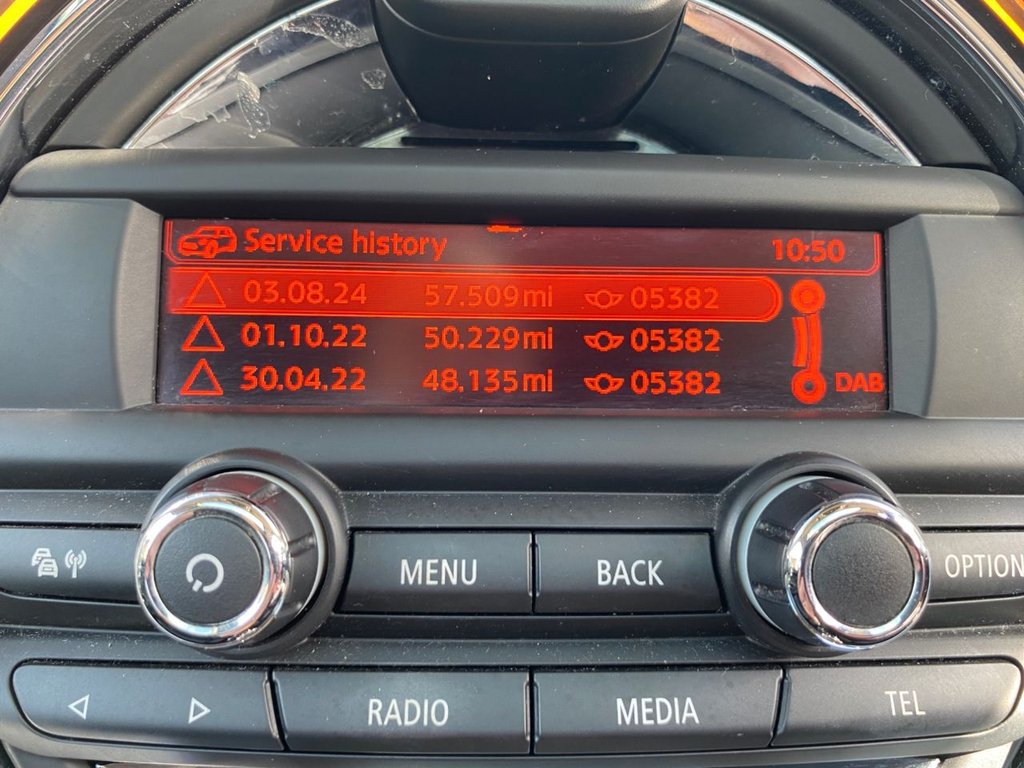 Service history 10:50
03.08.24 57.509mi 05382
01.10.22 50.229mi 05382
30.04.22 48.135mi 05382
DAB
MENU BACK OPTION
RADIO MEDIA TEL